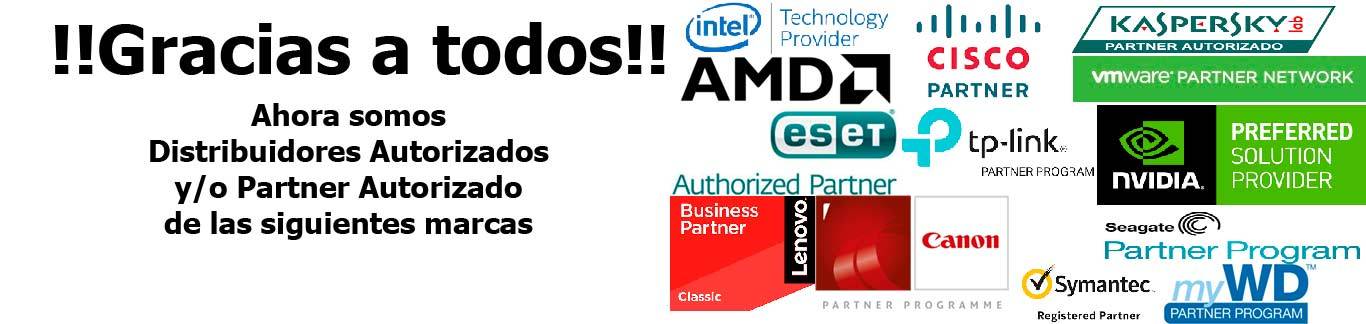 !!Gracias a todos!!
Ahora somos
Distribuidores Autorizados
y/o Partner Autorizado
de las siguientes marcas
intel
Technology
Provider
AMD
CISCO
PARTNER
KASPERSKY lab
PARTNER AUTORIZADO
vmware PARTNER NETWORK
eseT
Authorized Partner
tp-link
PARTNER PROGRAM
nVIDIA.
PREFERRED
SOLUTION
PROVIDER
Business
Partner
Lenovo
Classic
Canon
PARTNER PROGRAMME
Seagate
Partner Program
Symantec
Registered Partner
myWD™
PARTNER PROGRAM